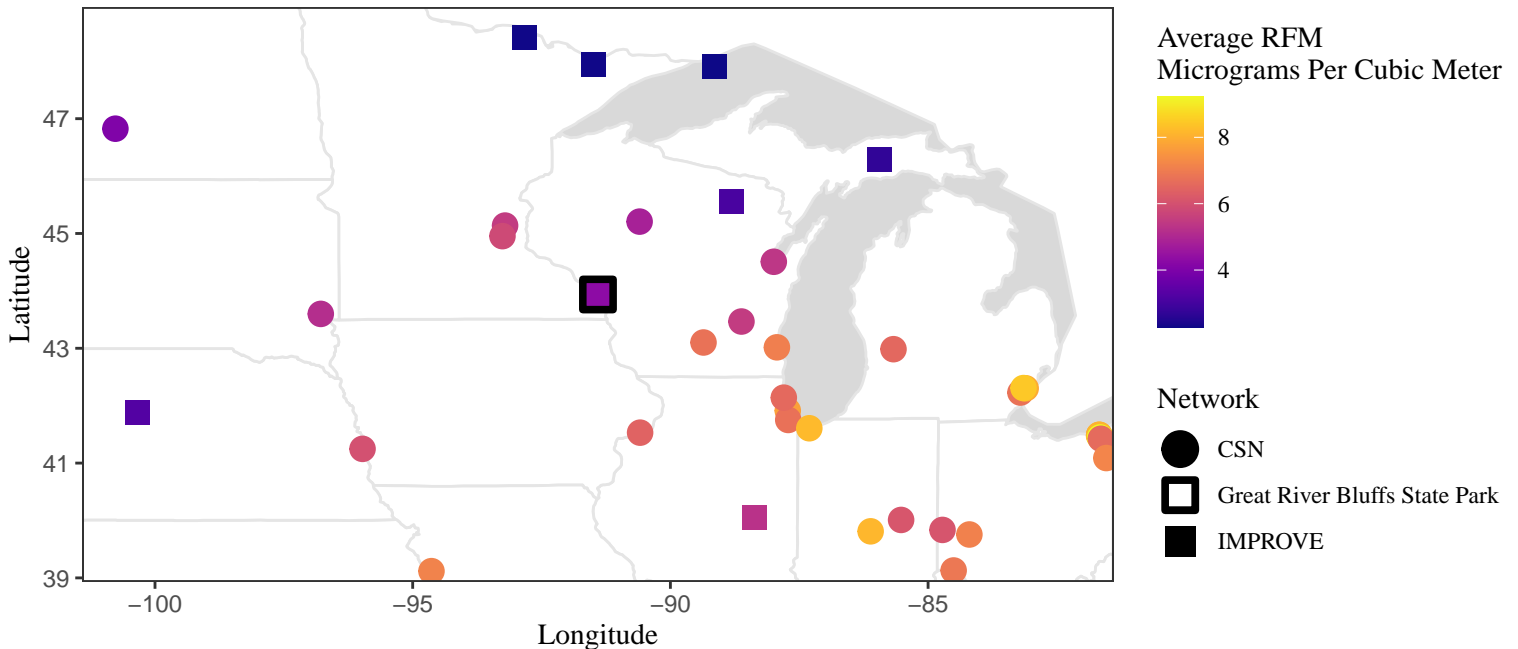 47
45
43
41
39
Latitude
−100
−95
−90
−85
Longitude
Average RFM
Micrograms Per Cubic Meter
8
6
4
Network
CSN
Great River Bluffs State Park
IMPROVE